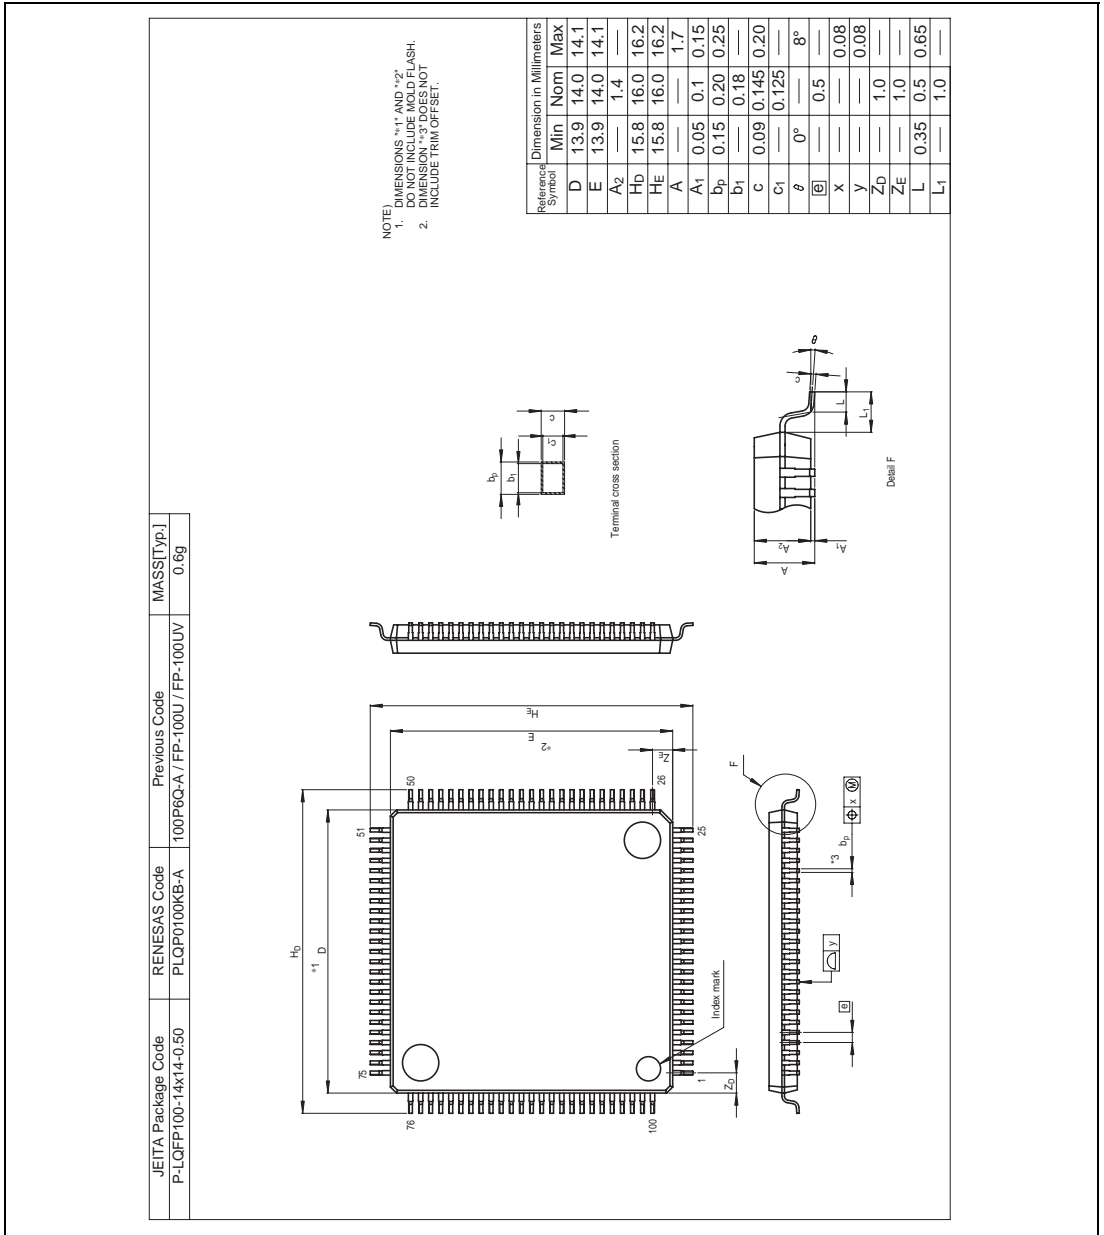 JEITA Package Code RENESAS Code Previous Code MASS[Typ.]
P-LQFP100-14x14-0.50 PLQP0100KB-A 100P6Q-A / FP-100U / FP-100UV 0.6g
NOTE)
1. DIMENSIONS "*1" AND "*2"
DO NOT INCLUDE MOLD FLASH.
2. DIMENSION "*3" DOES NOT
INCLUDE TRIM OFFSET.
HD
*1 D
75
51
76
50
HE
*2 E
ZE
100
26
1
25
ZD
Index mark
F
bp
b1
c1
c
Terminal cross section
e
y
*3
bp
x M
A
A2
A1
θ
c
L
L1
Detail F
Reference Symbol Dimension in Millimeters
Min Nom Max
D 13.9 14.0 14.1
E 13.9 14.0 14.1
A2 — 1.4 —
HD 15.8 16.0 16.2
HE 15.8 16.0 16.2
A — — 1.7
A1 0.05 0.1 0.15
bp 0.15 0.20 0.25
b1 — 0.18 —
c 0.09 0.145 0.20
c1 — 0.125 —
θ 0° — 8°
e — 0.5 —
x — — 0.08
y — — 0.08
ZD — 1.0 —
ZE — 1.0 —
L 0.35 0.5 0.65
L1 — 1.0 —